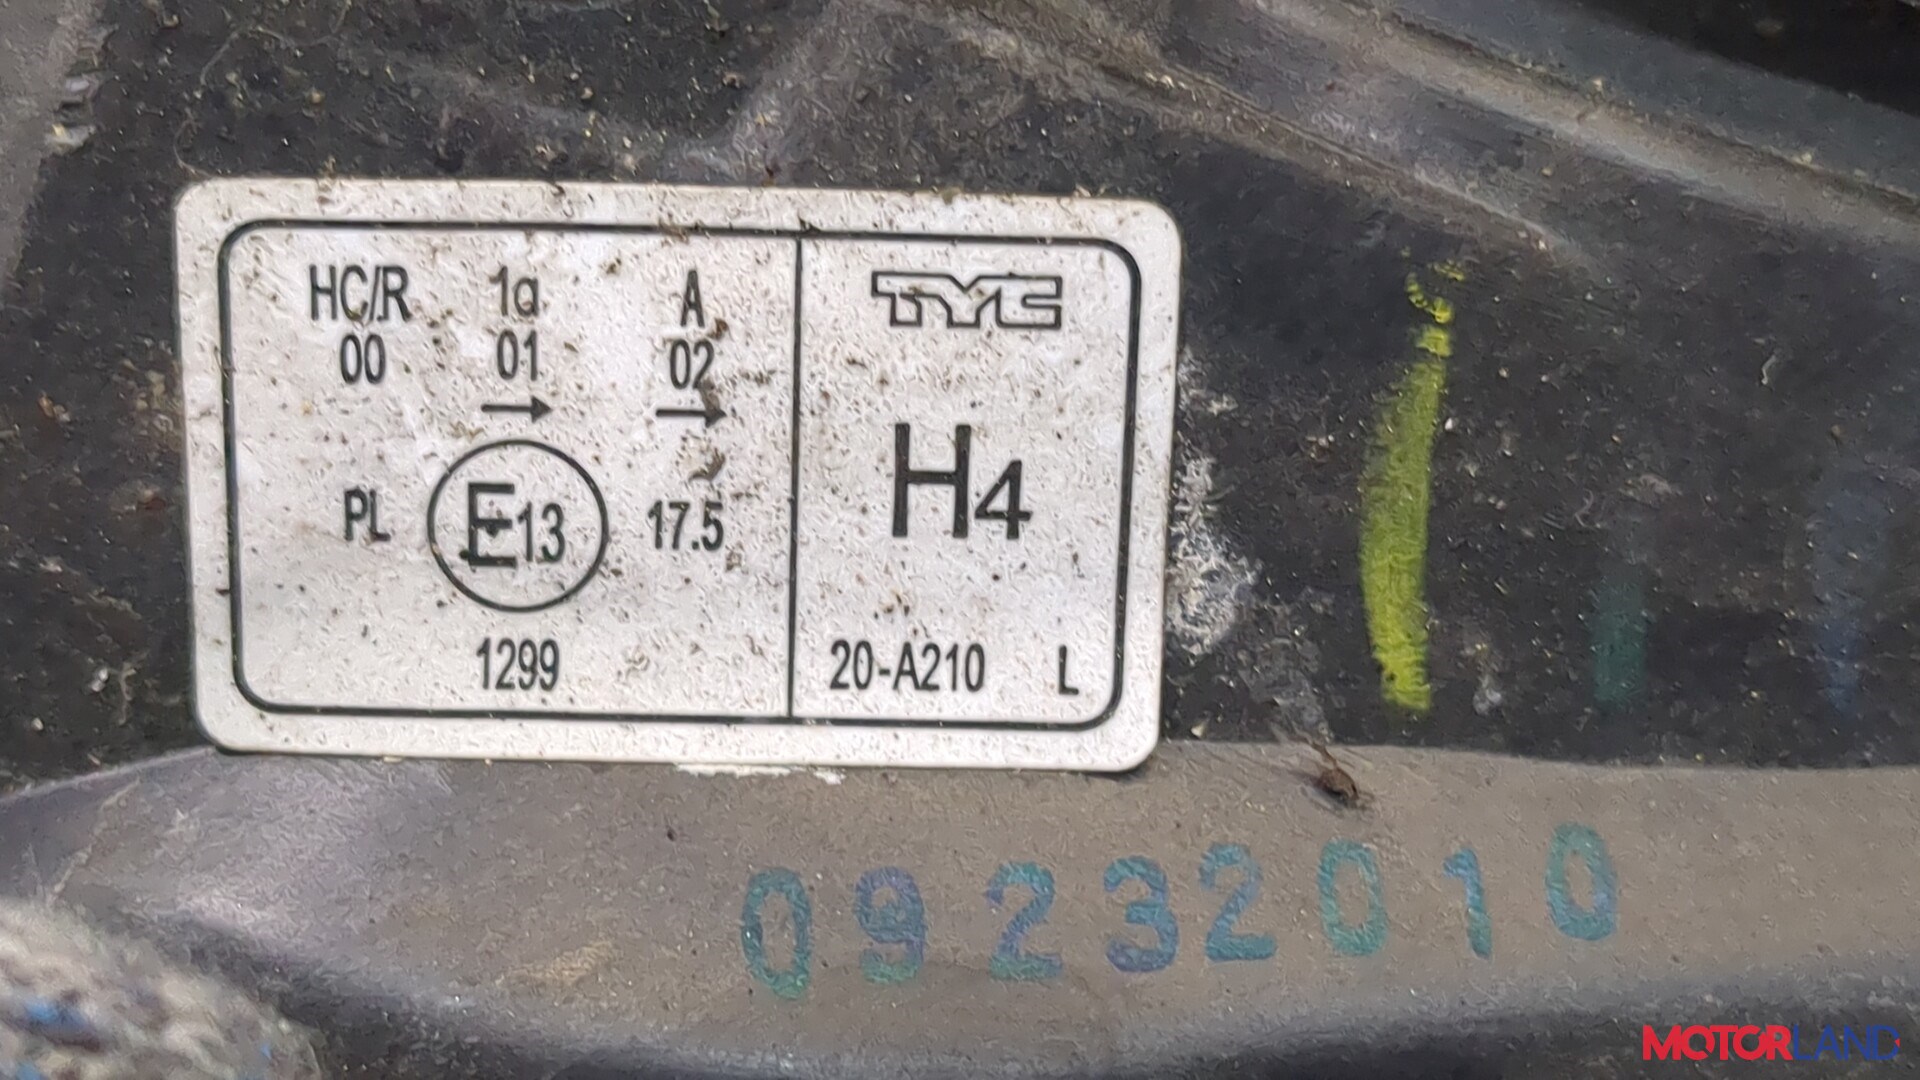 HC/R 1a A
00 01 02
→ →
PL E13 17.5
1299
TYC
H4
20-A210 L
09232010
MOTORLAND